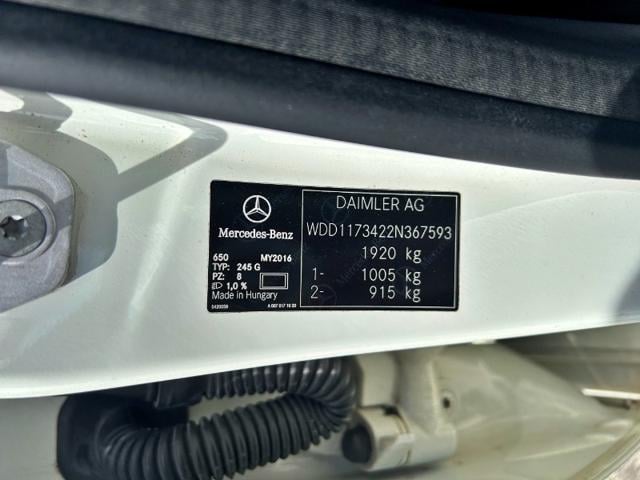 Mercedes-Benz
650 MY2016
TYP: 245 G
PZ: 8
1,0 %
Made in Hungary
DAIMLER AG
WDD1173422N367593
1920 kg
1- 1005 kg
2- 915 kg